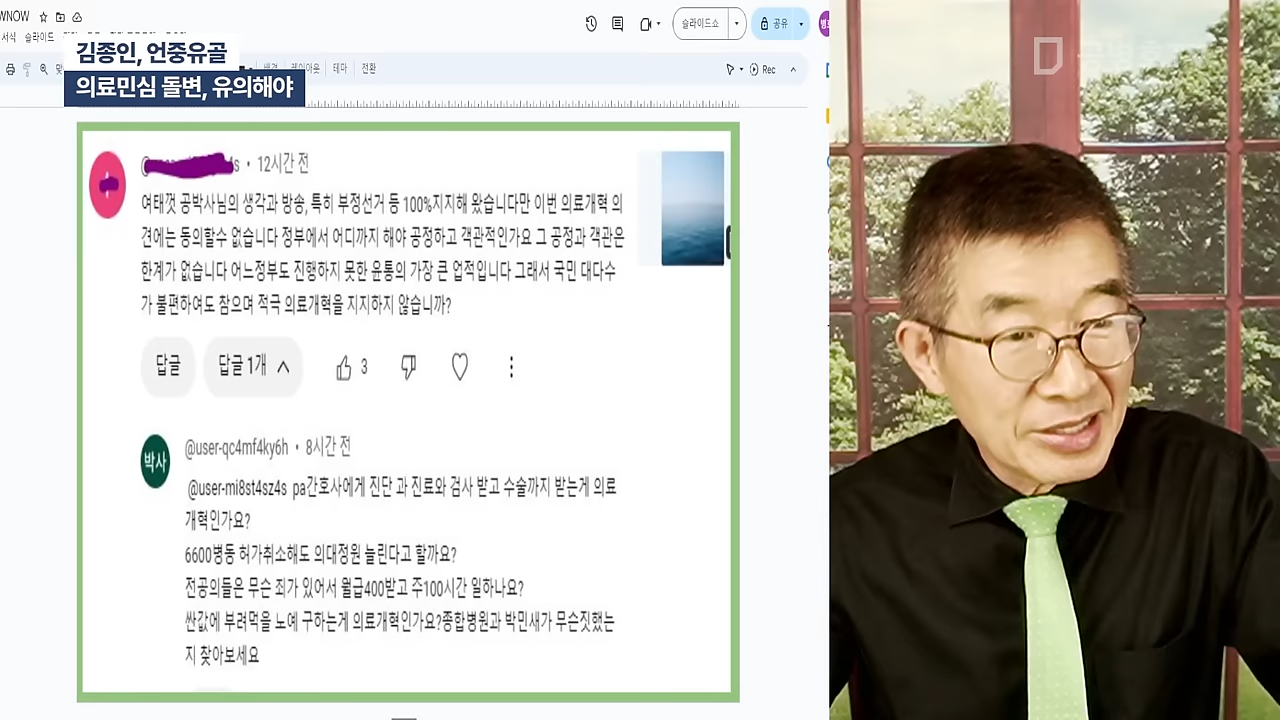 WNOW
슬라이드쇼
공유
서식 슬라이드
김종인, 언중유골
의료민심 돌변, 유의해야
테마
전환
Rec
12시간 전
여태껏 공박사님의 생각과 방송, 특히 부정선거 등 100%지지해 왔습니다만 이번 의료개혁 의
견에는 동의할수 없습니다 정부에서 어디까지 해야 공정하고 객관적인가요 그 공정과 객관은
한계가 없습니다 어느정부도 진행하지 못한 윤통의 가장 큰 업적입니다 그래서 국민 대다수
가 불편하여도 참으며 적극 의료개혁을 지지하지 않습니까?
답글
답글 1개
3
박사
@user-qc4mf4ky6h • 8시간 전
@user-mi8st4sz4s pa간호사에게 진단 과 진료와 검사 받고 수술까지 받는게 의료
개혁인가요?
6600병동 허가취소해도 의대정원 늘린다고 할까요?
전공의들은 무슨 죄가 있어서 월급400받고 주100시간 일하나요?
싼값에 부려먹을 노예 구하는게 의료개혁인가요?종합병원과 박민새가 무슨짓했는
지 찾아보세요